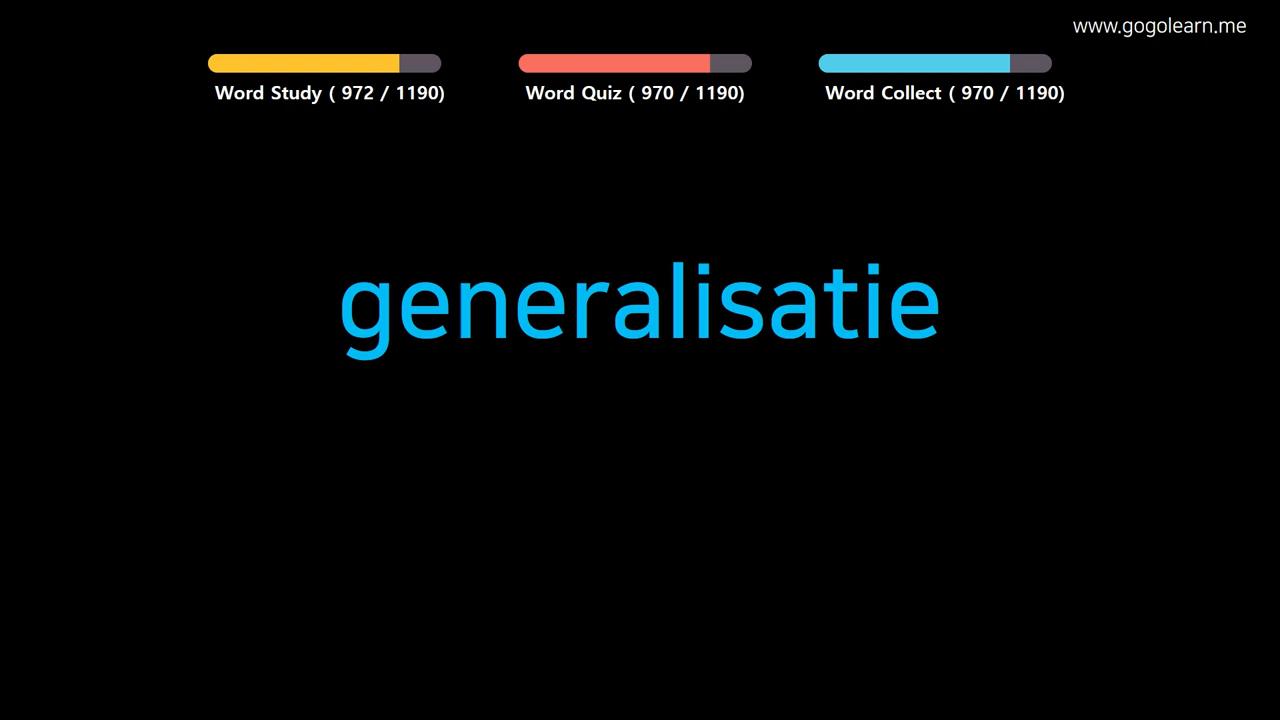 www.gogolearn.me
Word Study ( 972 / 1190)
Word Quiz ( 970 / 1190)
Word Collect ( 970 / 1190)
generalisatie